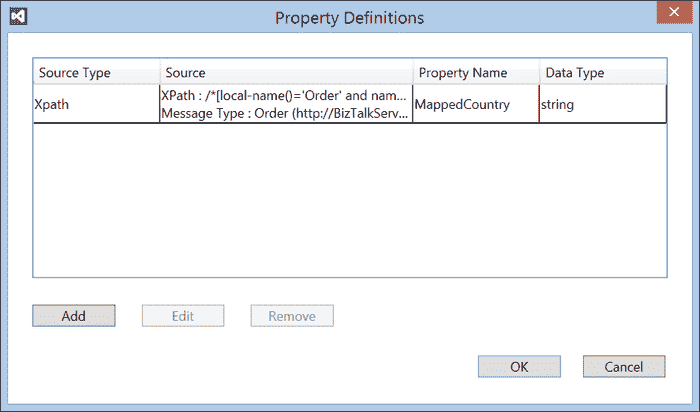 Property Definitions
Source Type Source Property Name Data Type
Xpath XPath : /*[local-name()='Order' and nam... MappedCountry string
Message Type : Order (http://BizTalkServ...
Add Edit Remove
OK Cancel